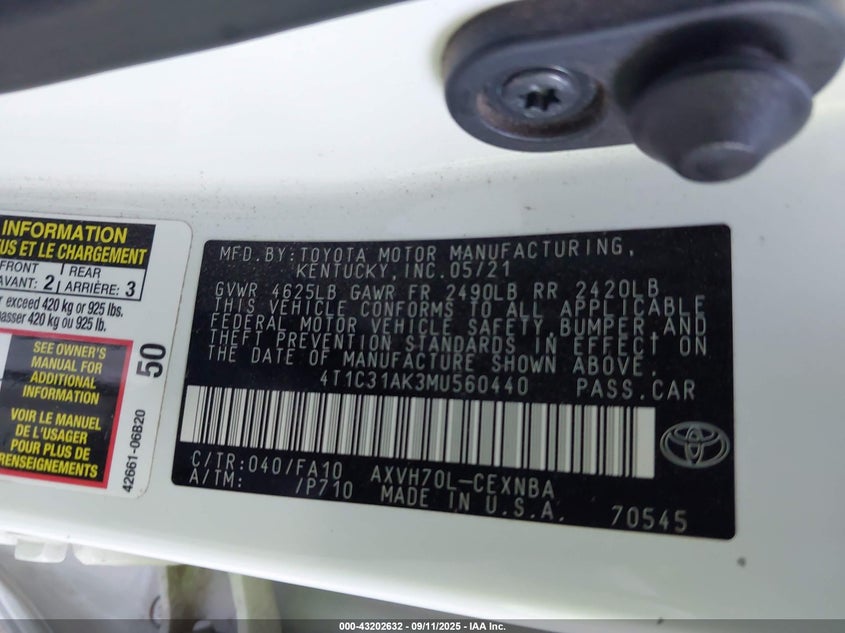 INFORMATION
US ET LE CHARGEMENT
FRONT
AVANT: 2
REAR
ARRIÈRE: 3
exceed 420 kg or 925 lbs.
passer 420 kg ou 925 lb.
SEE OWNER'S
MANUAL FOR
ADDITIONAL
INFORMATION
VOIR LE MANUEL
DE L'USAGER
POUR PLUS DE
RENSEIGNEMENTS
50
42661-06B20
MFD.BY:TOYOTA MOTOR MANUFACTURING,
KENTUCKY,INC.05/21
GVWR 4625LB GAWR FR 2490LB RR 2420LB
THIS VEHICLE CONFORMS TO ALL APPLICABLE
FEDERAL MOTOR VEHICLE SAFETY,BUMPER,AND
THEFT PREVENTION STANDARDS IN EFFECT ON
THE DATE OF MANUFACTURE SHOWN ABOVE.
4T1C31AK3MU560440 PASS.CAR
C/TR:040/FA10 AXVH70L-CEXNBA
A/TM: /P710 MADE IN U.S.A. 70545
000-43202632 - 09/11/2025 - IAAI.COM